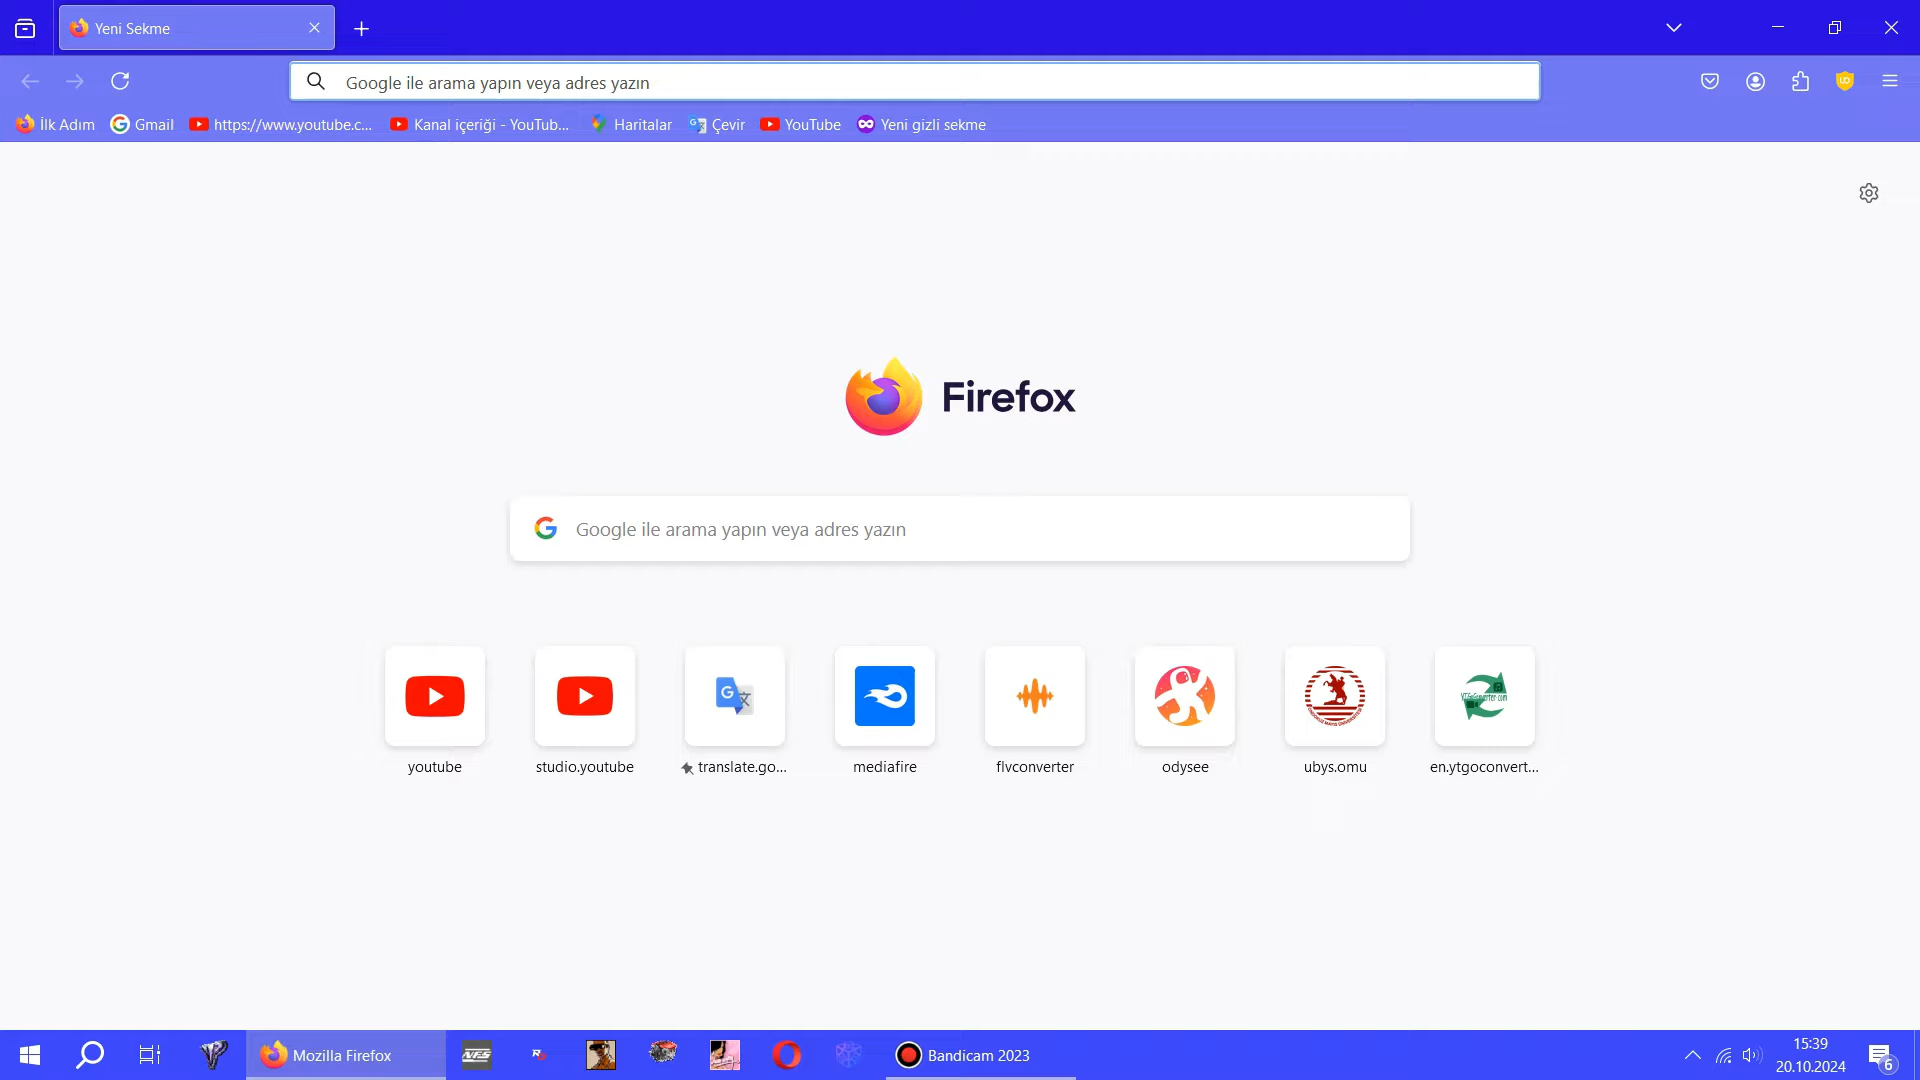 Yeni Sekme
Google ile arama yapın veya adres yazın
İlk Adım
Gmail
https://www.youtube.c...
Kanal içeriği - YouTub...
Haritalar
Çevir
YouTube
Yeni gizli sekme
Firefox
Google ile arama yapın veya adres yazın
youtube
studio.youtube
translate.go...
mediafire
flvconverter
odysee
ubys.omu
en.ytgoconvert...
Mozilla Firefox
NFS
Bandicam 2023
15:39
20.10.2024
6